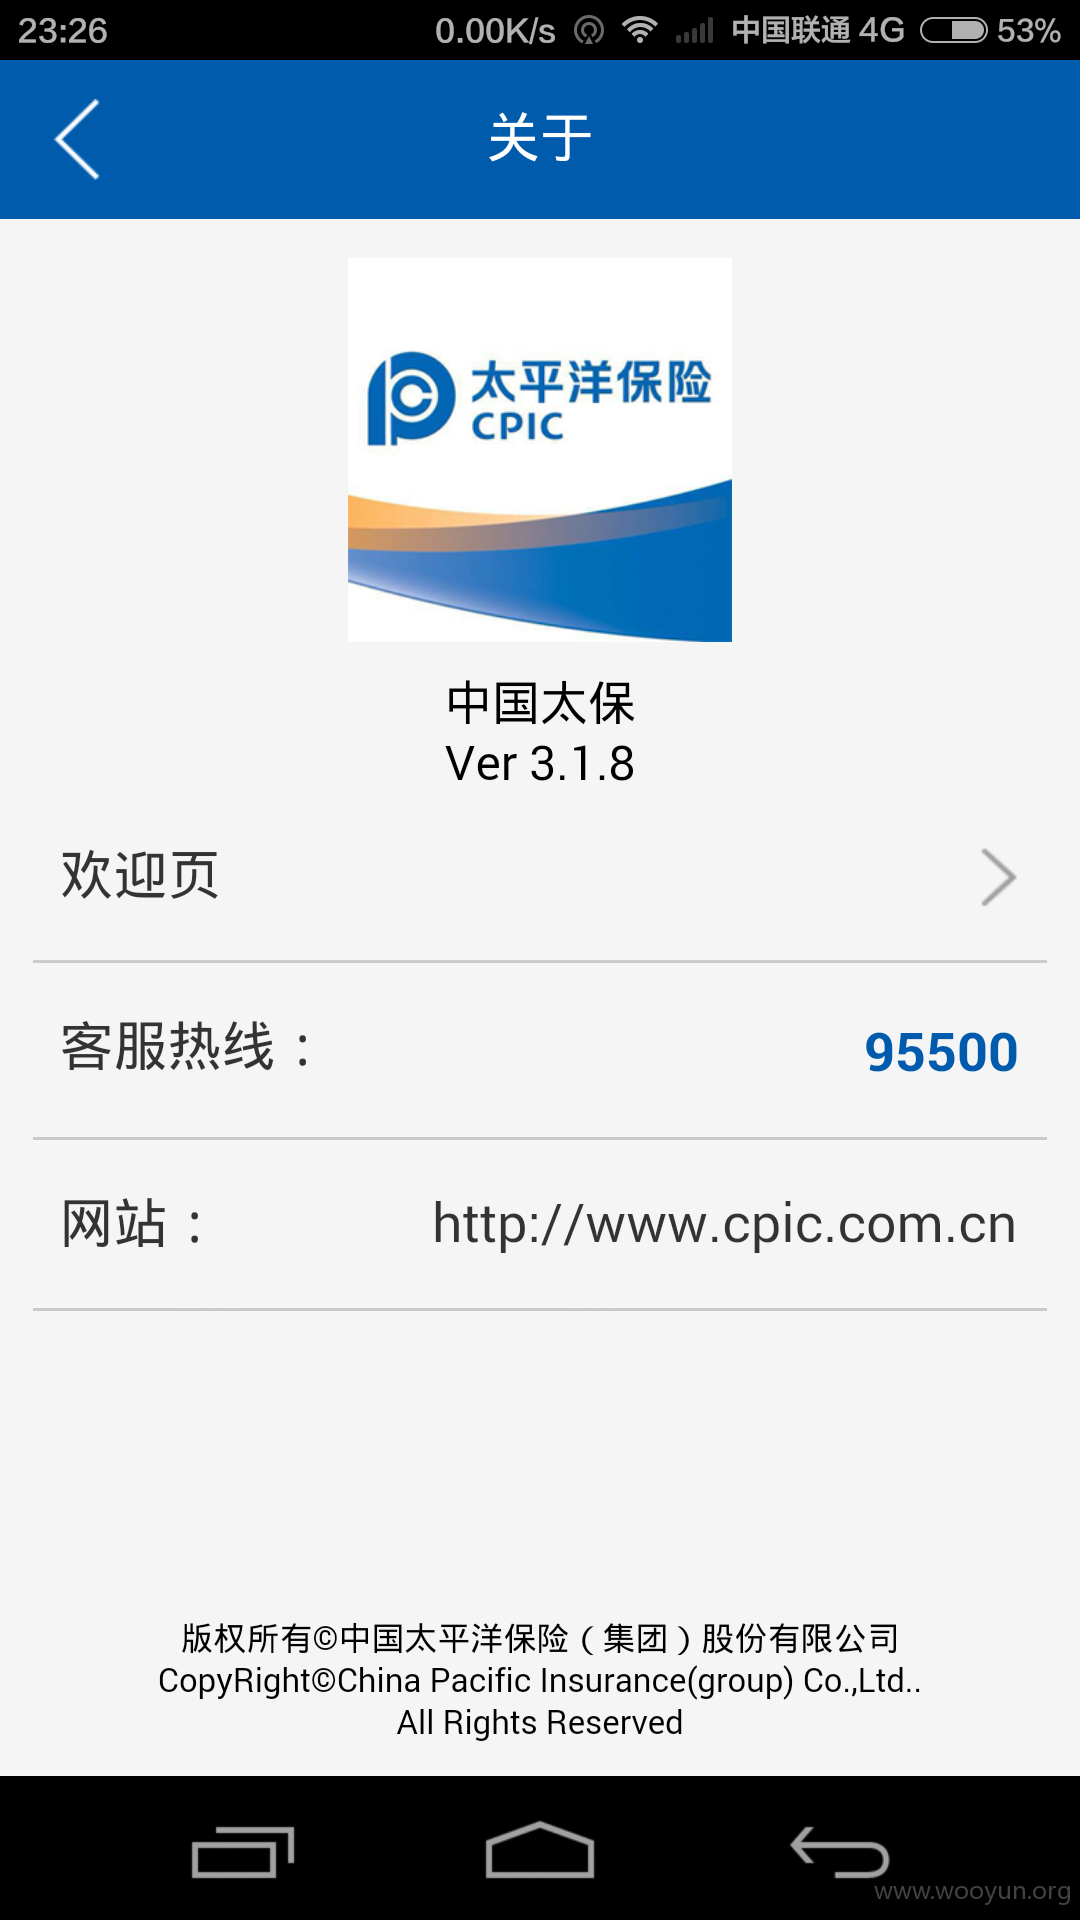 23:26 0.00K/s 中国联通 4G 53%
关于
太平洋保险
CPIC
中国太保
Ver 3.1.8
欢迎页
客服热线： 95500
网站： http://www.cpic.com.cn
版权所有©中国太平洋保险（集团）股份有限公司
CopyRight©China Pacific Insurance(group) Co.,Ltd..
All Rights Reserved
www.wooyun.org